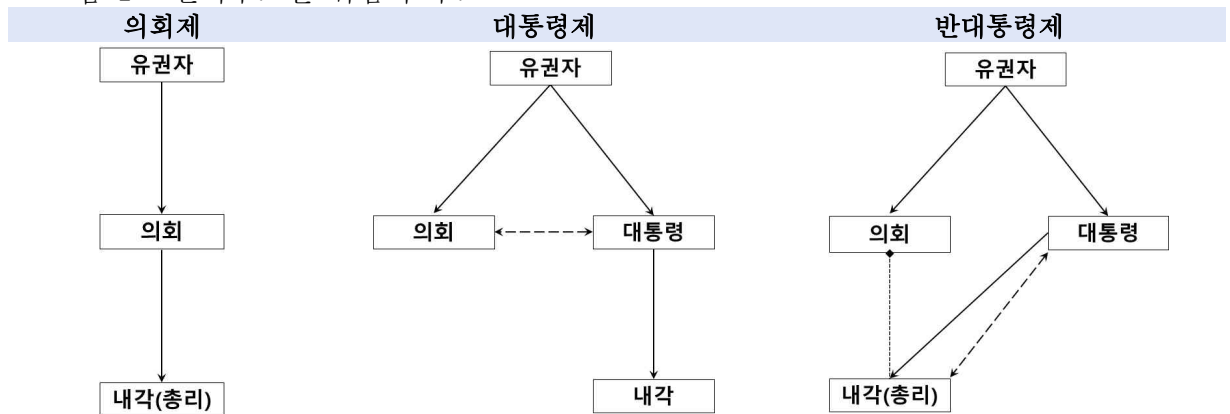 의회제 대통령제 반대통령제
유권자 유권자 유권자
의회 의회 대통령 의회 대통령
내각(총리) 내각 내각(총리)